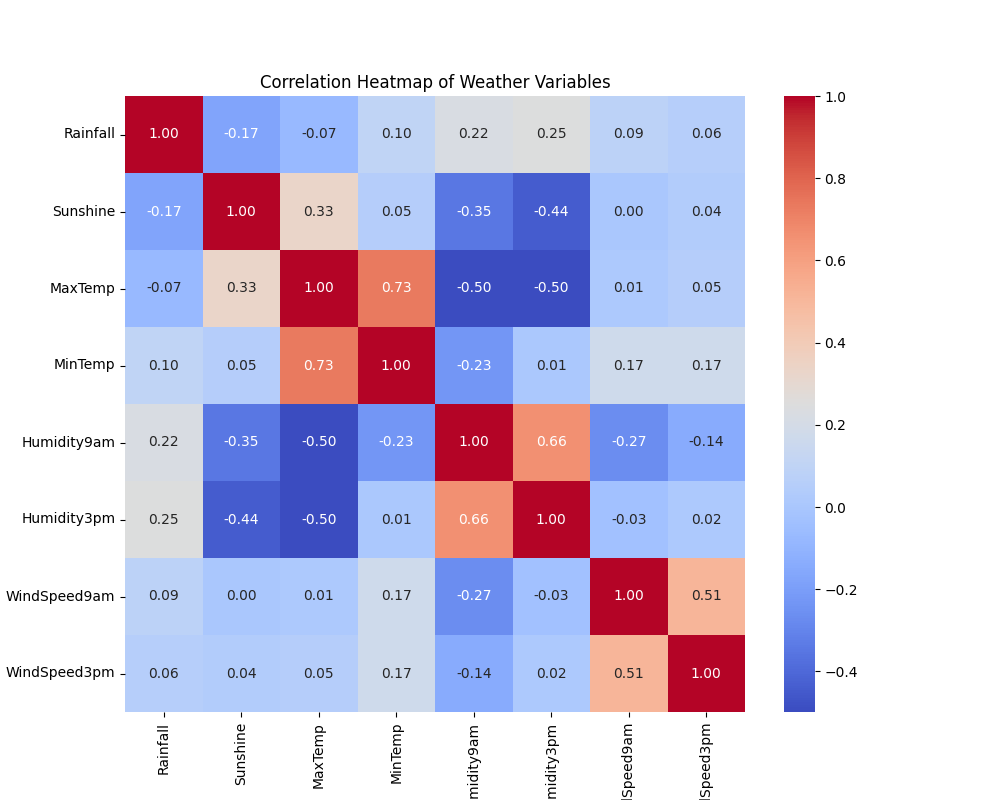 Correlation Heatmap of Weather Variables
Rainfall 1.00 -0.17 -0.07 0.10 0.22 0.25 0.09 0.06
Sunshine -0.17 1.00 0.33 0.05 -0.35 -0.44 0.00 0.04
MaxTemp -0.07 0.33 1.00 0.73 -0.50 -0.50 0.01 0.05
MinTemp 0.10 0.05 0.73 1.00 -0.23 0.01 0.17 0.17
Humidity9am 0.22 -0.35 -0.50 -0.23 1.00 0.66 -0.27 -0.14
Humidity3pm 0.25 -0.44 -0.50 0.01 0.66 1.00 -0.03 0.02
WindSpeed9am 0.09 0.00 0.01 0.17 -0.27 -0.03 1.00 0.51
WindSpeed3pm 0.06 0.04 0.05 0.17 -0.14 0.02 0.51 1.00
Rainfall
Sunshine
MaxTemp
MinTemp
midity9am
midity3pm
dSpeed9am
dSpeed3pm
1.0
0.8
0.6
0.4
0.2
0.0
−0.2
−0.4